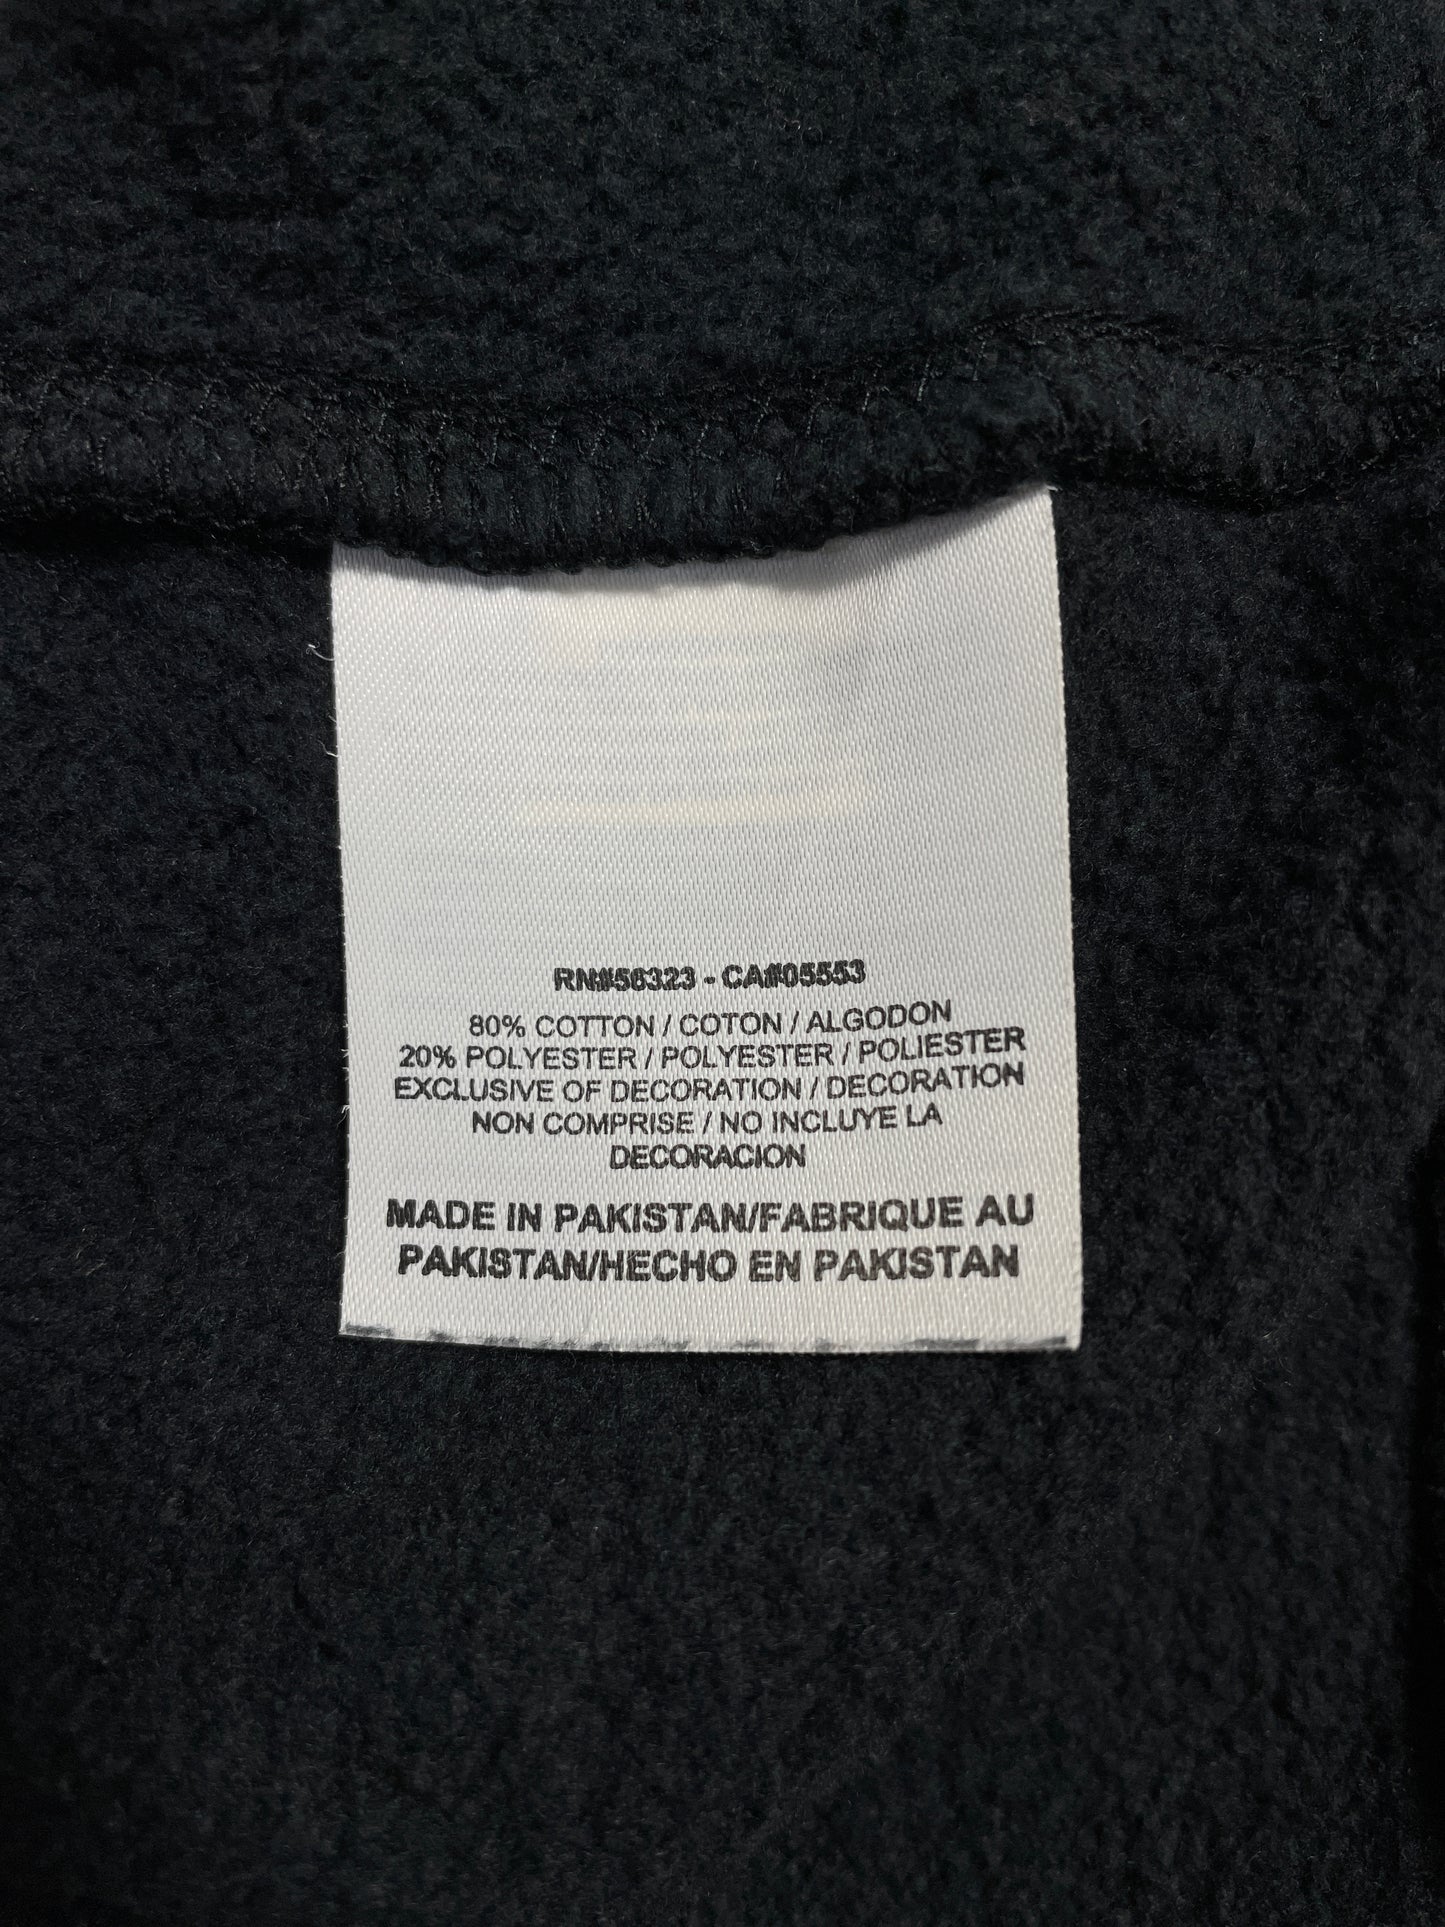 RN#56323 - CA#05553
80% COTTON / COTON / ALGODON
20% POLYESTER / POLYESTER / POLIESTER
EXCLUSIVE OF DECORATION / DECORATION
NON COMPRISE / NO INCLUYE LA
DECORACION
MADE IN PAKISTAN/FABRIQUE AU
PAKISTAN/HECHO EN PAKISTAN